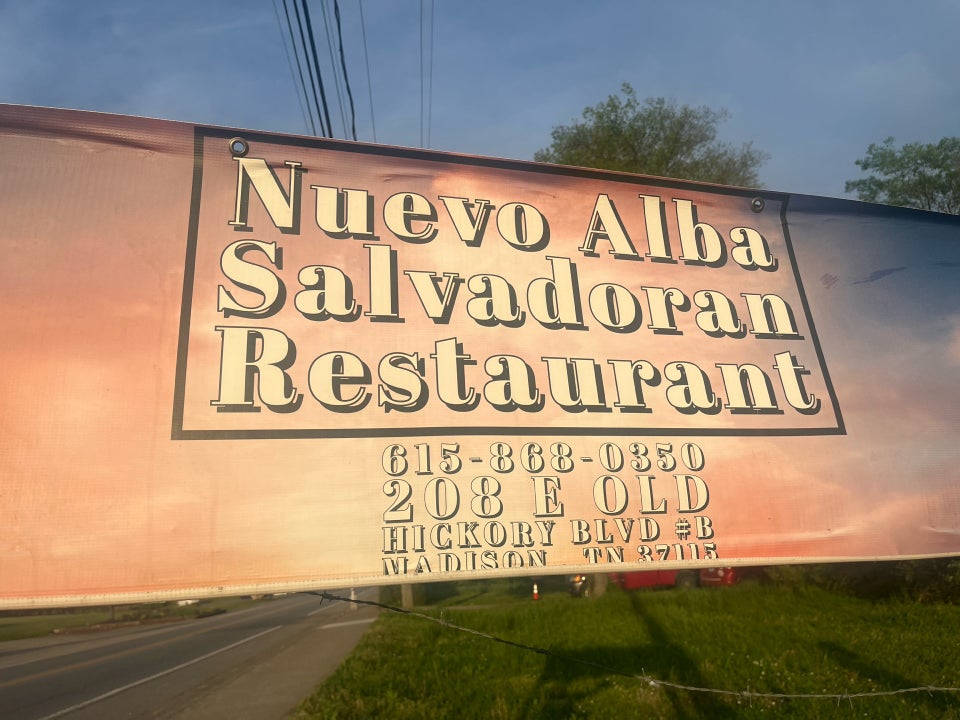 Nuevo Alba
Salvadoran
Restaurant
615-868-0350
208 E OLD
HICKORY BLVD #B
MADISON TN 37115